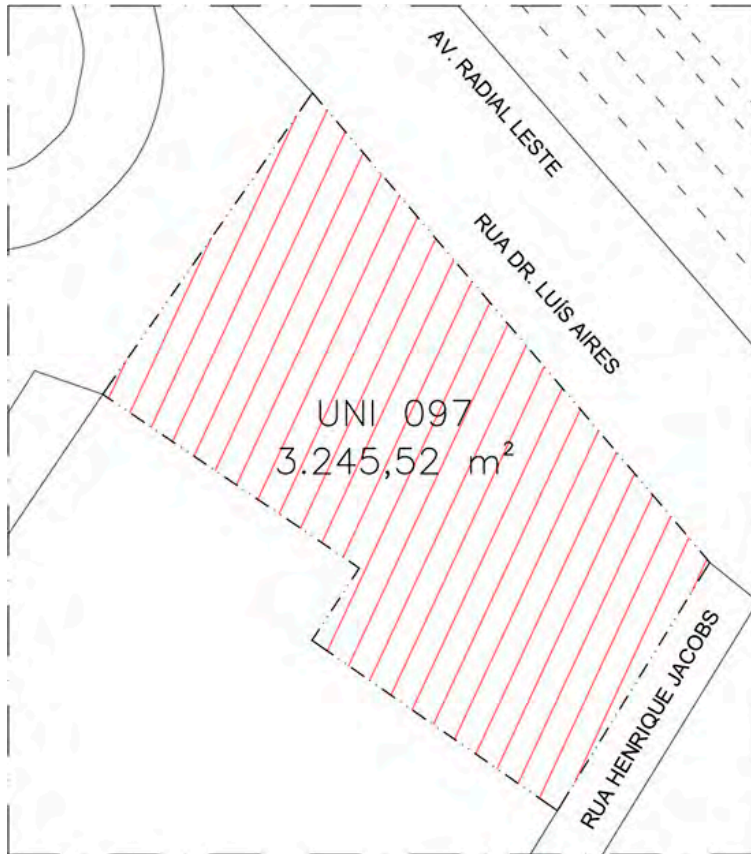 AV. RADIAL LESTE
RUA DR. LUÍS AIRES
UNI 097
3.245,52 m²
RUA HENRIQUE JACOBS